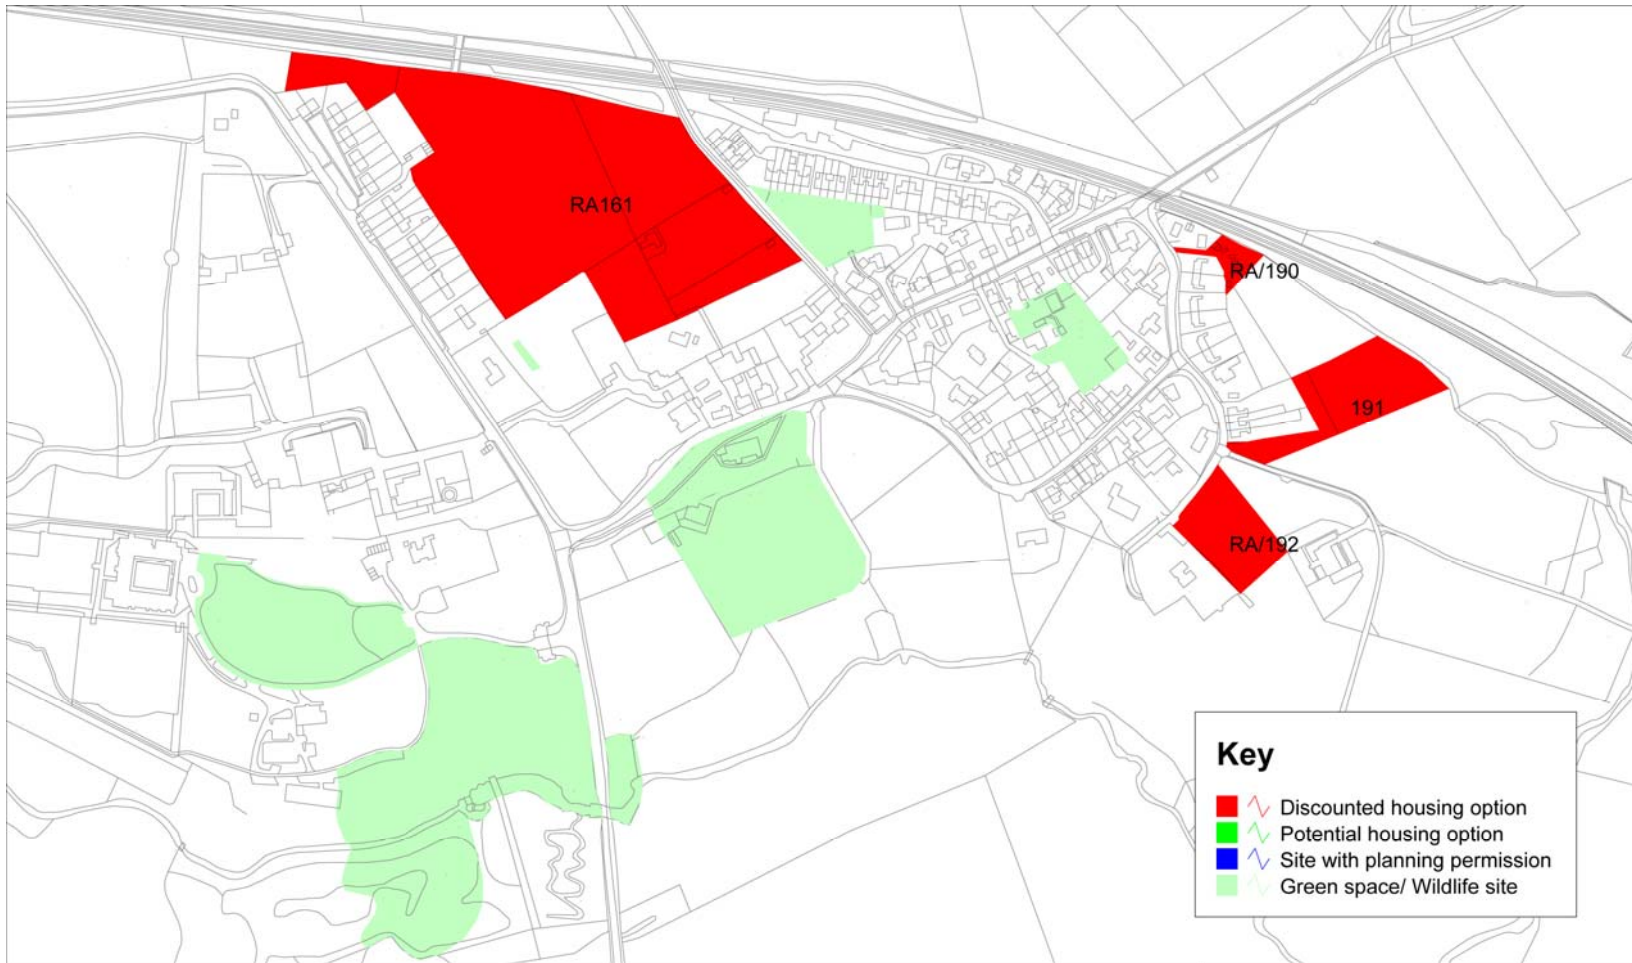 RA161
RA/190
191
RA/192
Key
Discounted housing option
Potential housing option
Site with planning permission
Green space/ Wildlife site